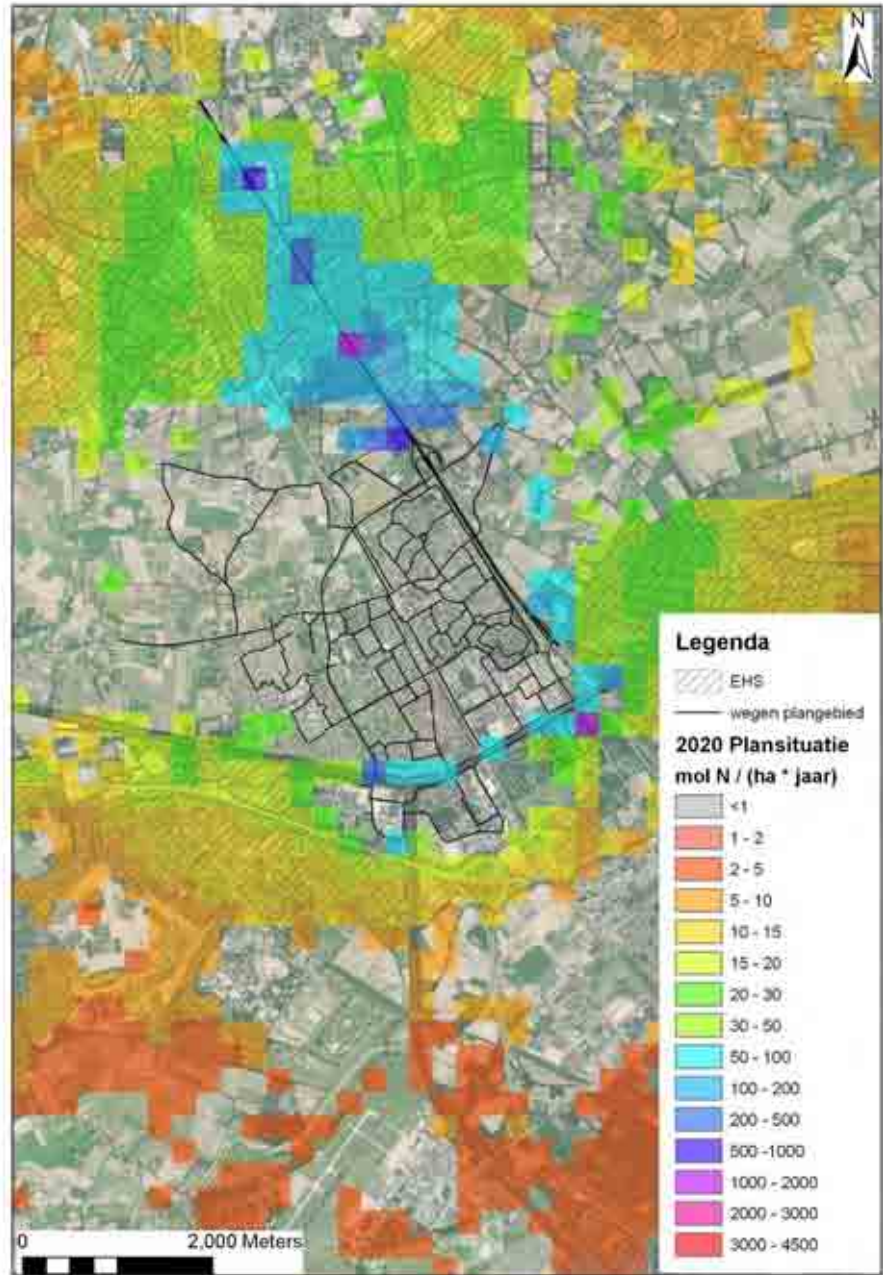 N
Legenda
EHS
wegen plangebied
2020 Plansituatie
mol N / (ha * jaar)
<1
1 - 2
2 - 5
5 - 10
10 - 15
15 - 20
20 - 30
30 - 50
50 - 100
100 - 200
200 - 500
500 -1000
1000 - 2000
2000 - 3000
3000 - 4500
0 2,000 Meters